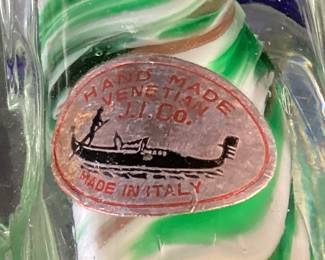 HAND MADE
VENETIAN
J.I Co.
MADE IN ITALY